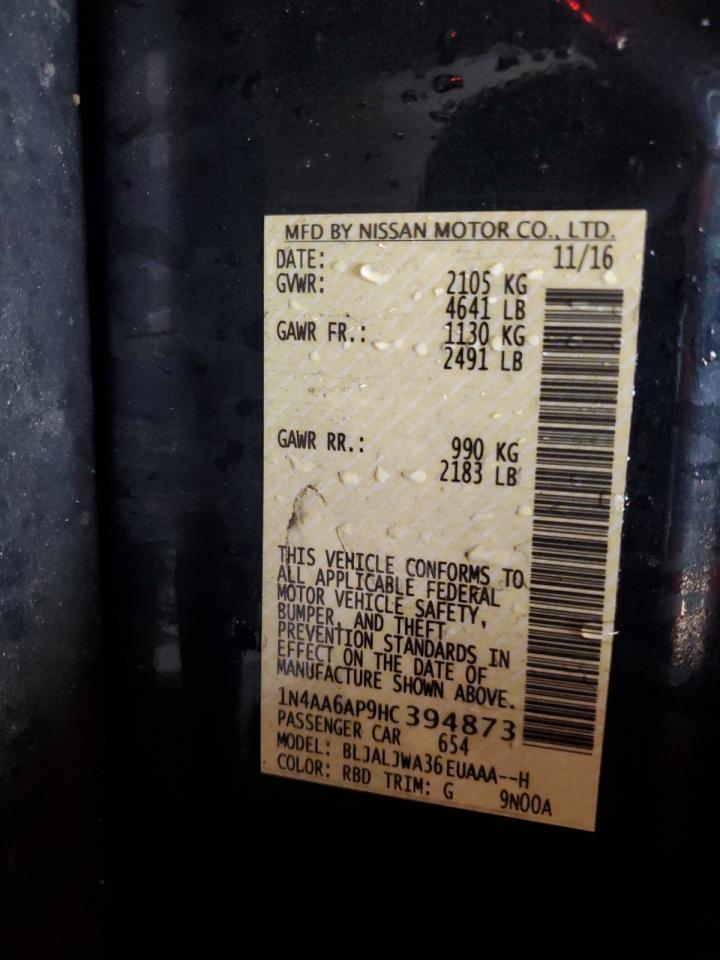 MFD BY NISSAN MOTOR CO., LTD.
DATE: 11/16
GVWR: 2105 KG
4641 LB
GAWR FR.: 1130 KG
2491 LB
GAWR RR.: 990 KG
2183 LB
THIS VEHICLE CONFORMS TO
ALL APPLICABLE FEDERAL
MOTOR VEHICLE SAFETY,
BUMPER, AND THEFT
PREVENTION STANDARDS IN
EFFECT ON THE DATE OF
MANUFACTURE SHOWN ABOVE.
1N4AA6AP9HC 394873
PASSENGER CAR 654
MODEL: BLJALJWA36EUAAA--H
COLOR: RBD TRIM: G 9N00A